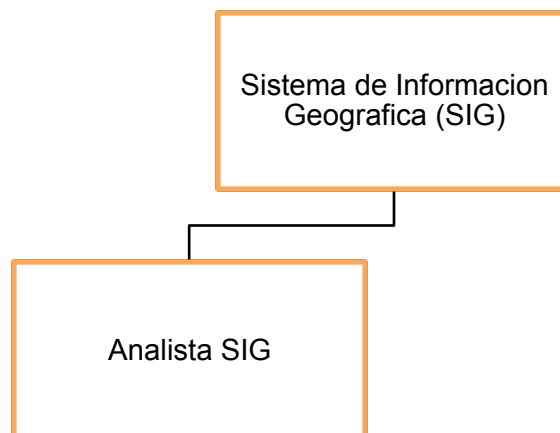 Sistema de Informacion
Geografica (SIG)
Analista SIG